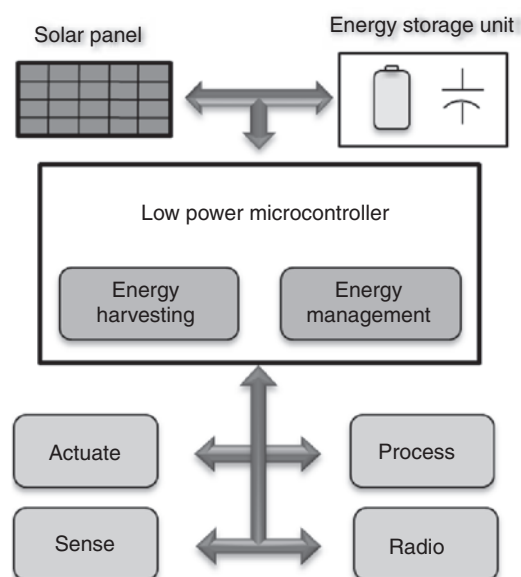 Solar panel
Energy storage unit
Low power microcontroller
Energy
harvesting
Energy
management
Actuate
Process
Sense
Radio